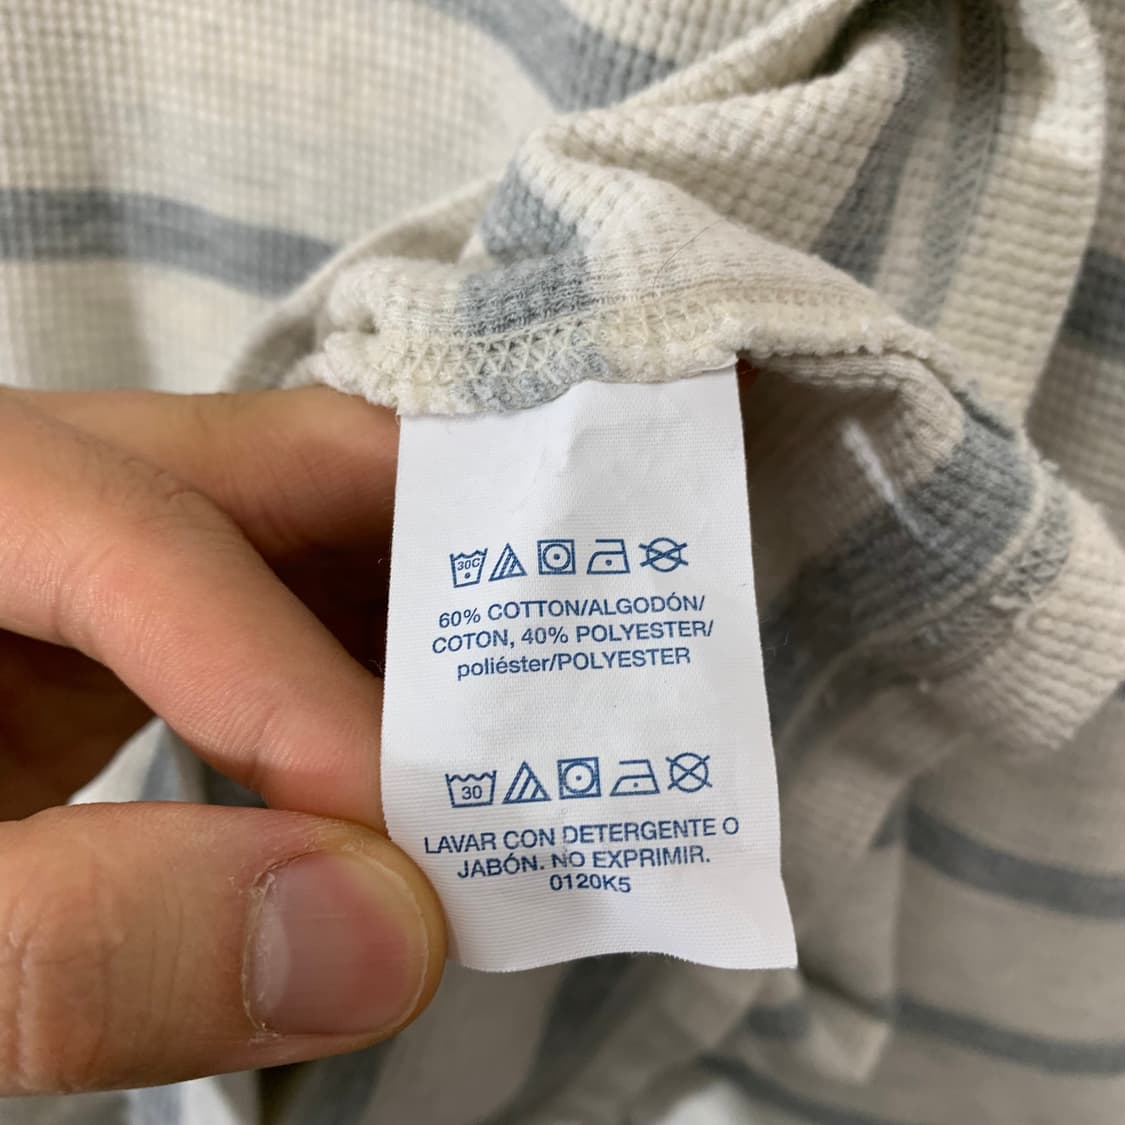 30C
60% COTTON/ALGODÓN/
COTON, 40% POLYESTER/
poliéster/POLYESTER
30
LAVAR CON DETERGENTE O
JABÓN. NO EXPRIMIR.
0120K5